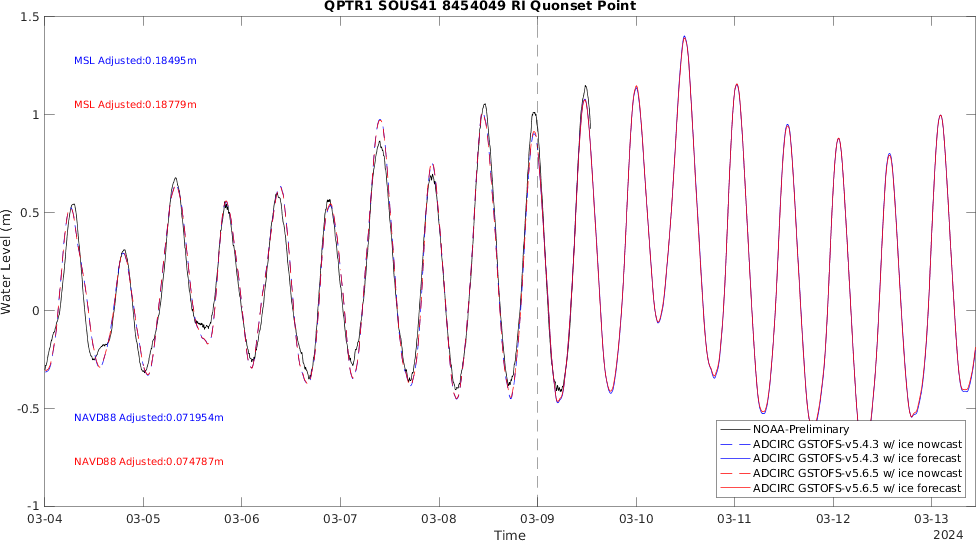 QPTR1 SOUS41 8454049 RI Quonset Point
1.5
MSL Adjusted:0.18495m
MSL Adjusted:0.18779m
1
0.5
Water Level (m)
0
-0.5
NAVD88 Adjusted:0.071954m
NAVD88 Adjusted:0.074787m
NOAA-Preliminary
ADCIRC GSTOFS-v5.4.3 w/ ice nowcast
ADCIRC GSTOFS-v5.4.3 w/ ice forecast
ADCIRC GSTOFS-v5.6.5 w/ ice nowcast
ADCIRC GSTOFS-v5.6.5 w/ ice forecast
-1
03-04 03-05 03-06 03-07 03-08 03-09 03-10 03-11 03-12 03-13
Time
2024